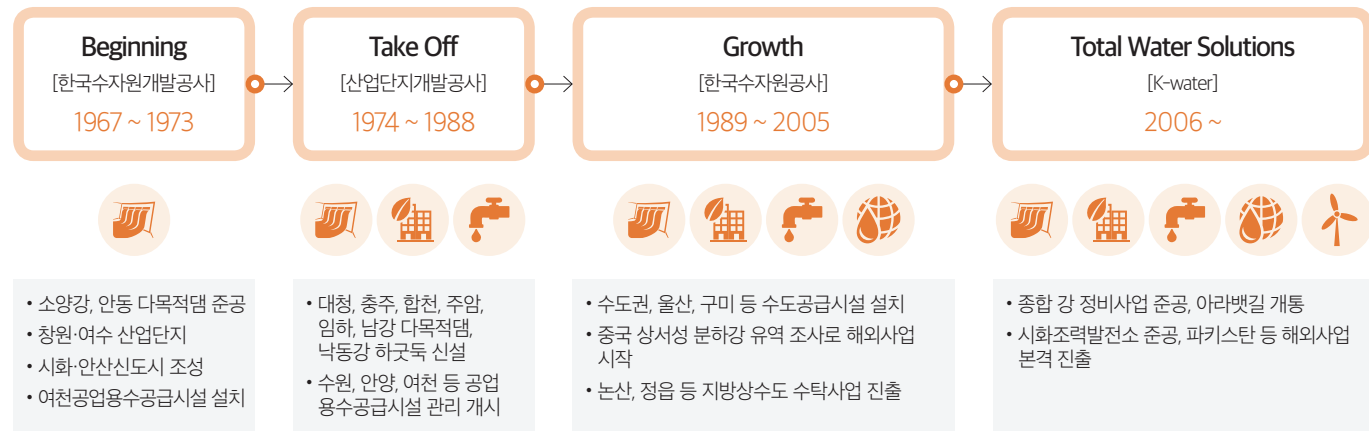 Beginning
[한국수자원개발공사]
1967 ~ 1973
Take Off
[산업단지개발공사]
1974 ~ 1988
Growth
[한국수자원공사]
1989 ~ 2005
Total Water Solutions
[K-water]
2006 ~
• 소양강, 안동 다목적댐 준공
• 창원·여수 산업단지
• 시화·안산신도시 조성
• 여천공업용수공급시설 설치
• 대청, 충주, 합천, 주암,
임하, 남강 다목적댐,
낙동강 하굿둑 신설
• 수원, 안양, 여천 등 공업
용수공급시설 관리 개시
• 수도권, 울산, 구미 등 수도공급시설 설치
• 중국 상서성 분하강 유역 조사로 해외사업
시작
• 논산, 정읍 등 지방상수도 수탁사업 진출
• 종합 강 정비사업 준공, 아라뱃길 개통
• 시화조력발전소 준공, 파키스탄 등 해외사업
본격 진출